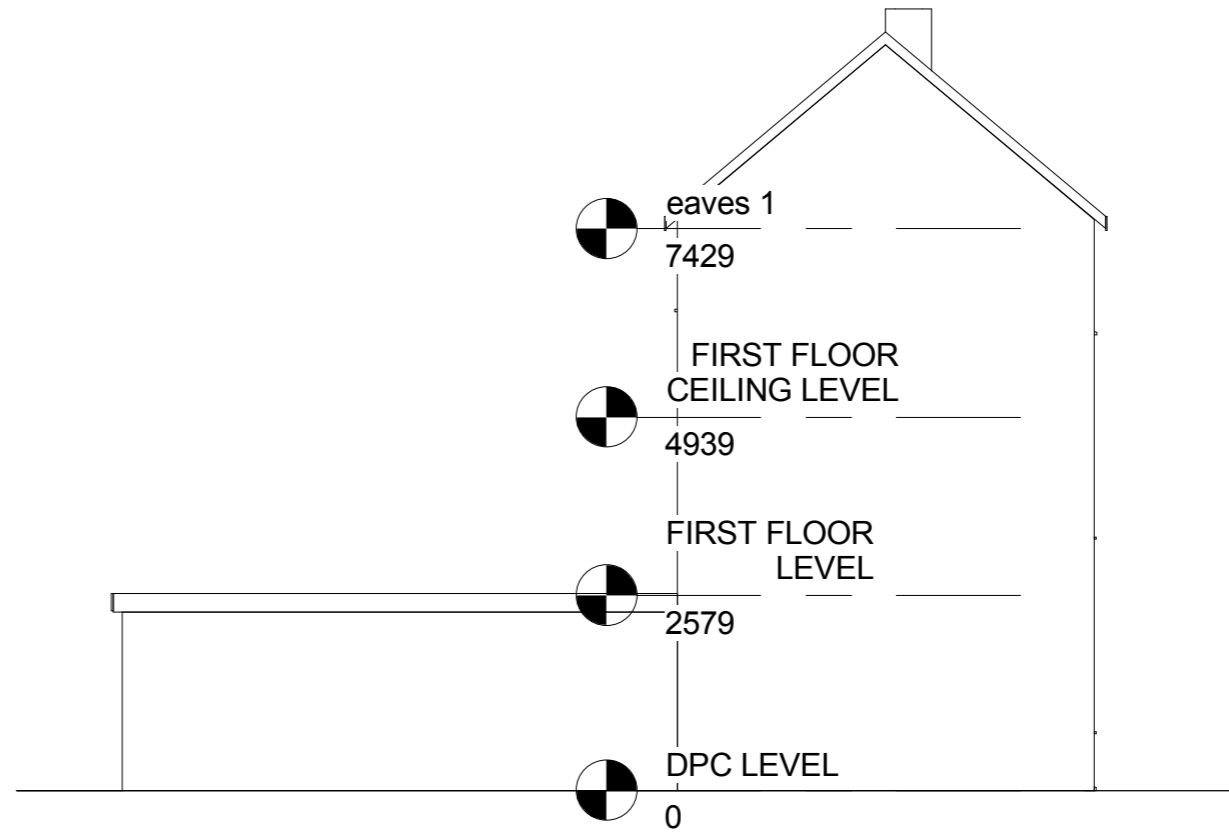 eaves 1
7429
FIRST FLOOR
CEILING LEVEL
4939
FIRST FLOOR
LEVEL
2579
DPC LEVEL
0